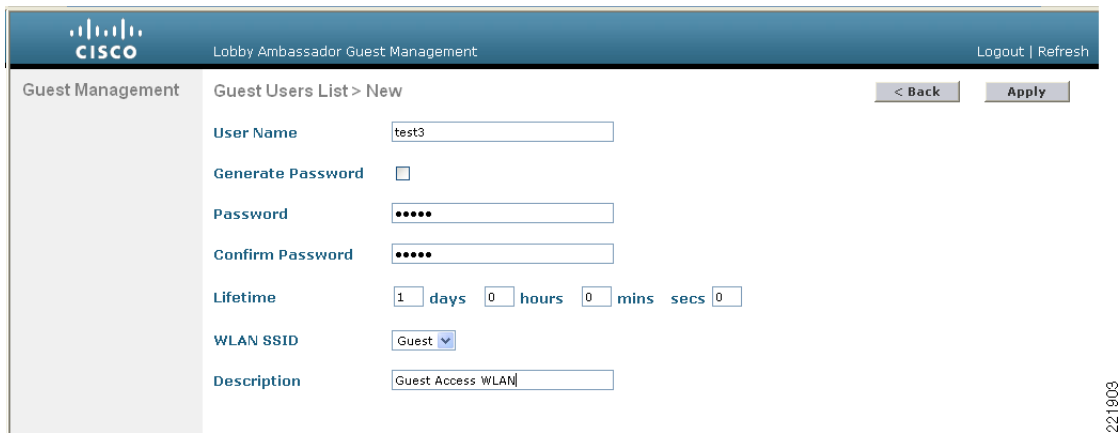 CISCO
Lobby Ambassador Guest Management
Logout | Refresh
Guest Management
Guest Users List > New
< Back
Apply
User Name
test3
Generate Password
Password
•••••
Confirm Password
•••••
Lifetime
1 days 0 hours 0 mins secs 0
WLAN SSID
Guest
Description
Guest Access WLAN
221903